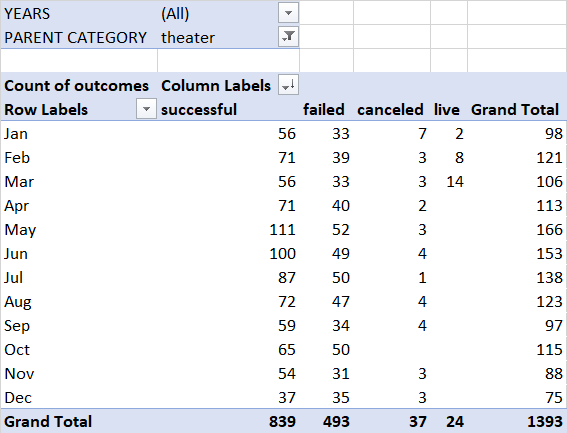 YEARS (All)
PARENT CATEGORY theater
Count of outcomes Column Labels
Row Labels successful failed canceled live Grand Total
Jan 56 33 7 2 98
Feb 71 39 3 8 121
Mar 56 33 3 14 106
Apr 71 40 2 113
May 111 52 3 166
Jun 100 49 4 153
Jul 87 50 1 138
Aug 72 47 4 123
Sep 59 34 4 97
Oct 65 50 115
Nov 54 31 3 88
Dec 37 35 3 75
Grand Total 839 493 37 24 1393